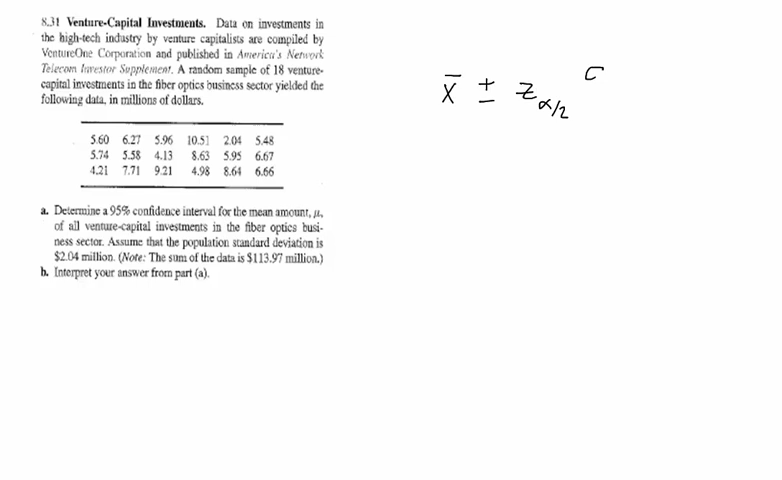 8.31 Venture-Capital Investments. Data on investments in
the high-tech industry by venture capitalists are compiled by
VentureOne Corporation and published in America's Network
Telecom Investor Supplement. A random sample of 18 venture-
capital investments in the fiber optics business sector yielded the
following data, in millions of dollars.
5.60 6.27 5.96 10.51 2.04 5.48
5.74 5.58 4.13 8.63 5.95 6.67
4.21 7.71 9.21 4.98 8.64 6.66
a. Determine a 95% confidence interval for the mean amount, μ,
of all venture-capital investments in the fiber optics busi-
ness sector. Assume that the population standard deviation is
$2.04 million. (Note: The sum of the data is $113.97 million.)
b. Interpret your answer from part (a).
x̄ ± z α/2